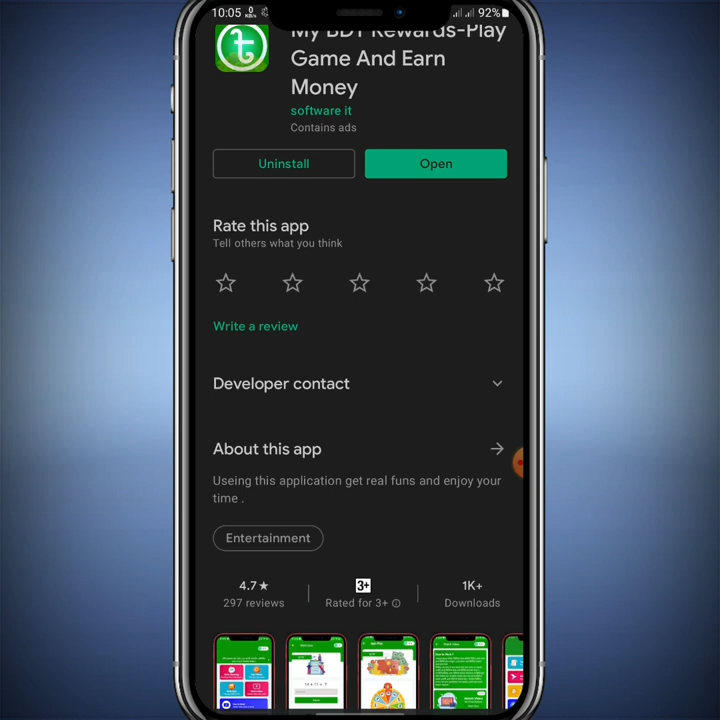 10:05
92%
My BDT Rewards-Play
Game And Earn
Money
software it
Contains ads
Uninstall
Open
Rate this app
Tell others what you think
Write a review
Developer contact
About this app
Useing this application get real funs and enjoy your
time .
Entertainment
4.7★
3+
1K+
297 reviews
Rated for 3+
Downloads
14 + 11 = ?